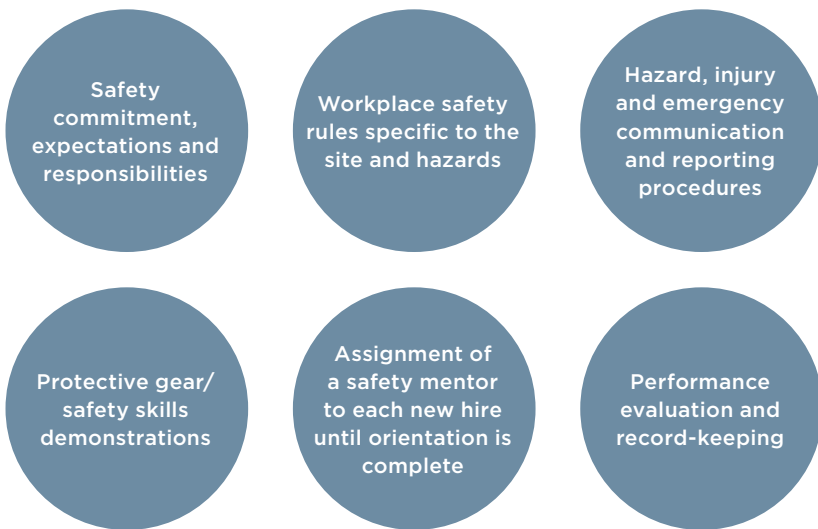 Safety
commitment,
expectations and
responsibilities
Workplace safety
rules specific to the
site and hazards
Hazard, injury
and emergency
communication
and reporting
procedures
Protective gear/
safety skills
demonstrations
Assignment of
a safety mentor
to each new hire
until orientation is
complete
Performance
evaluation and
record-keeping